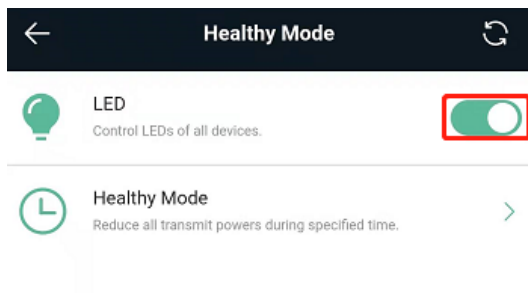 Healthy Mode
LED
Control LEDs of all devices.
Healthy Mode
Reduce all transmit powers during specified time.